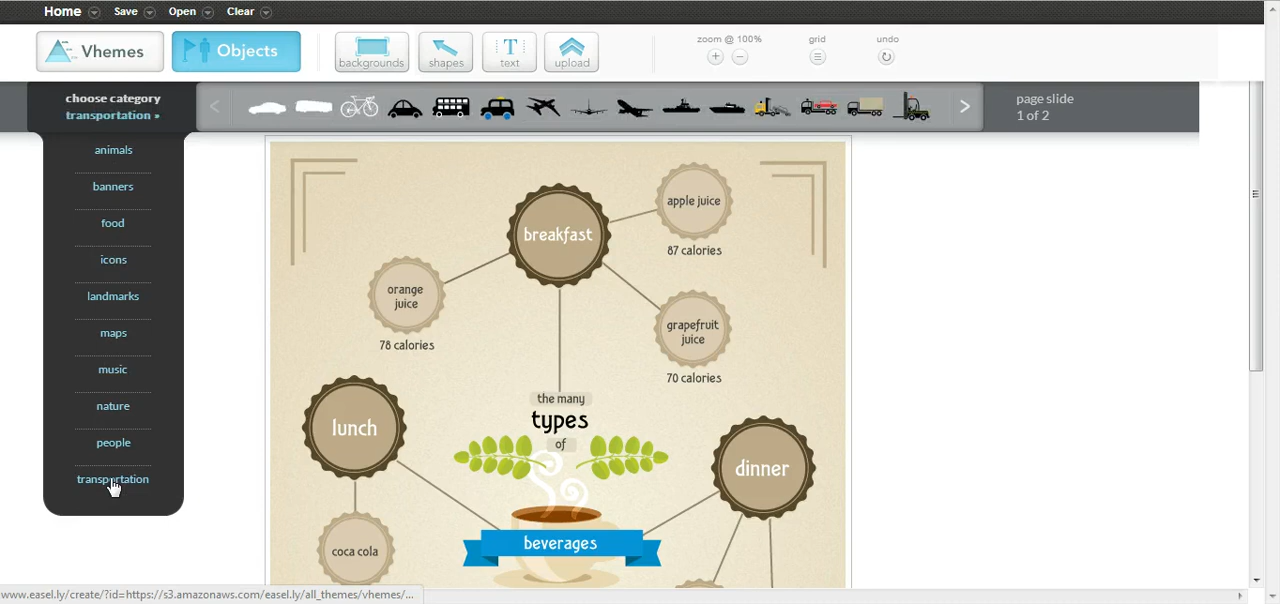 Home Save Open Clear
Vhemes
Objects
backgrounds
shapes
T
text
upload
zoom @ 100%
grid
undo
choose category
transportation »
page slide
1 of 2
animals
banners
food
icons
landmarks
maps
music
nature
people
transportation
breakfast
apple juice
87 calories
orange
juice
78 calories
grapefruit
juice
70 calories
the many
types
of
lunch
dinner
beverages
coca cola
www.easel.ly/create/?id=https://s3.amazonaws.com/easel.ly/all_themes/vhemes/...